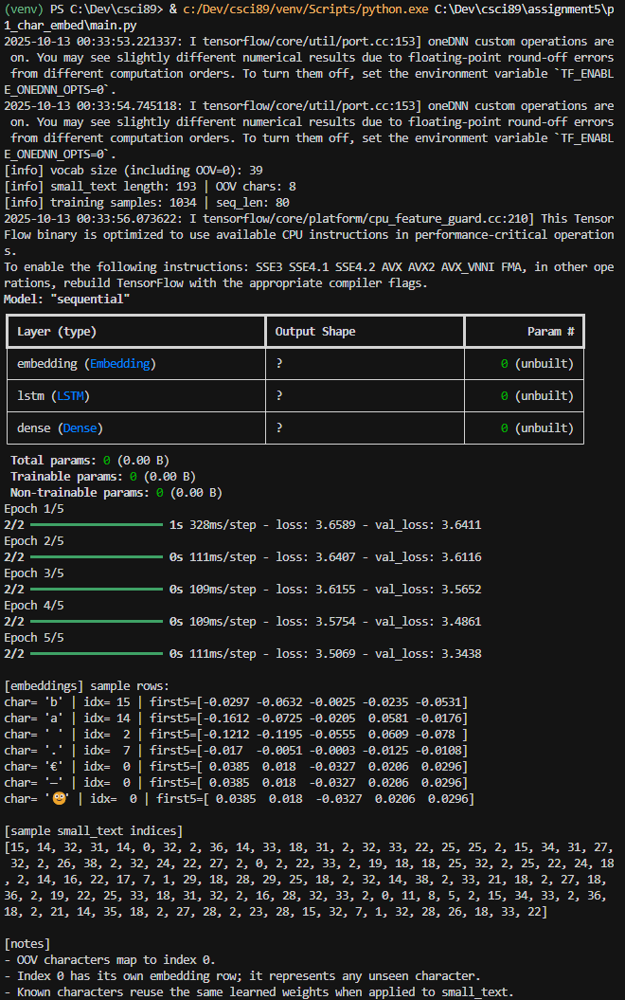 (venv) PS C:\Dev\csci89> & c:/Dev/csci89/venv/Scripts/python.exe C:\Dev\csci89\assignment5\p
1_char_embed\main.py
2025-10-13 00:33:53.221337: I tensorflow/core/util/port.cc:153] oneDNN custom operations are
 on. You may see slightly different numerical results due to floating-point round-off errors
 from different computation orders. To turn them off, set the environment variable `TF_ENABL
E_ONEDNN_OPTS=0`.
2025-10-13 00:33:54.745118: I tensorflow/core/util/port.cc:153] oneDNN custom operations are
 on. You may see slightly different numerical results due to floating-point round-off errors
 from different computation orders. To turn them off, set the environment variable `TF_ENABL
E_ONEDNN_OPTS=0`.
[info] vocab size (including OOV=0): 39
[info] small_text length: 193 | OOV chars: 8
[info] training samples: 1034 | seq_len: 80
2025-10-13 00:33:56.073622: I tensorflow/core/platform/cpu_feature_guard.cc:210] This Tensor
Flow binary is optimized to use available CPU instructions in performance-critical operation
s.
To enable the following instructions: SSE3 SSE4.1 SSE4.2 AVX AVX2 AVX_VNNI FMA, in other ope
rations, rebuild TensorFlow with the appropriate compiler flags.
Model: "sequential"
Layer (type) Output Shape Param #
embedding (Embedding) ? 0 (unbuilt)
lstm (LSTM) ? 0 (unbuilt)
dense (Dense) ? 0 (unbuilt)
Total params: 0 (0.00 B)
Trainable params: 0 (0.00 B)
Non-trainable params: 0 (0.00 B)
Epoch 1/5
2/2 ━━━━━━━━━━━━━━━━━━━━ 1s 328ms/step - loss: 3.6589 - val_loss: 3.6411
Epoch 2/5
2/2 ━━━━━━━━━━━━━━━━━━━━ 0s 111ms/step - loss: 3.6407 - val_loss: 3.6116
Epoch 3/5
2/2 ━━━━━━━━━━━━━━━━━━━━ 0s 109ms/step - loss: 3.6155 - val_loss: 3.5652
Epoch 4/5
2/2 ━━━━━━━━━━━━━━━━━━━━ 0s 109ms/step - loss: 3.5754 - val_loss: 3.4861
Epoch 5/5
2/2 ━━━━━━━━━━━━━━━━━━━━ 0s 111ms/step - loss: 3.5069 - val_loss: 3.3438
[embeddings] sample rows:
char= 'b' | idx= 15 | first5=[-0.0297 -0.0632 -0.0025 -0.0235 -0.0531]
char= 'a' | idx= 14 | first5=[-0.1612 -0.0725 -0.0205  0.0581 -0.0176]
char= ' ' | idx=  2 | first5=[-0.1212 -0.1195 -0.0555  0.0609 -0.078 ]
char= '.' | idx=  7 | first5=[-0.017  -0.0051 -0.0003 -0.0125 -0.0108]
char= '€' | idx=  0 | first5=[ 0.0385  0.018  -0.0327  0.0206  0.0296]
char= '—' | idx=  0 | first5=[ 0.0385  0.018  -0.0327  0.0206  0.0296]
char= '🙂' | idx=  0 | first5=[ 0.0385  0.018  -0.0327  0.0206  0.0296]
[sample small_text indices]
[15, 14, 32, 31, 14, 0, 32, 2, 36, 14, 33, 18, 31, 2, 32, 33, 22, 25, 25, 2, 15, 34, 31, 27,
 32, 2, 26, 38, 2, 32, 24, 22, 27, 2, 0, 2, 22, 33, 2, 19, 18, 18, 25, 32, 2, 25, 22, 24, 18
, 2, 14, 16, 22, 17, 7, 1, 29, 18, 28, 29, 25, 18, 2, 32, 14, 38, 2, 33, 21, 18, 2, 27, 18,
36, 2, 19, 22, 25, 33, 18, 31, 32, 2, 16, 28, 32, 33, 2, 0, 11, 8, 5, 2, 15, 34, 33, 2, 36,
18, 2, 21, 14, 35, 18, 2, 27, 28, 2, 23, 28, 15, 32, 7, 1, 32, 28, 26, 18, 33, 22]
[notes]
- OOV characters map to index 0.
- Index 0 has its own embedding row; it represents any unseen character.
- Known characters reuse the same learned weights when applied to small_text.